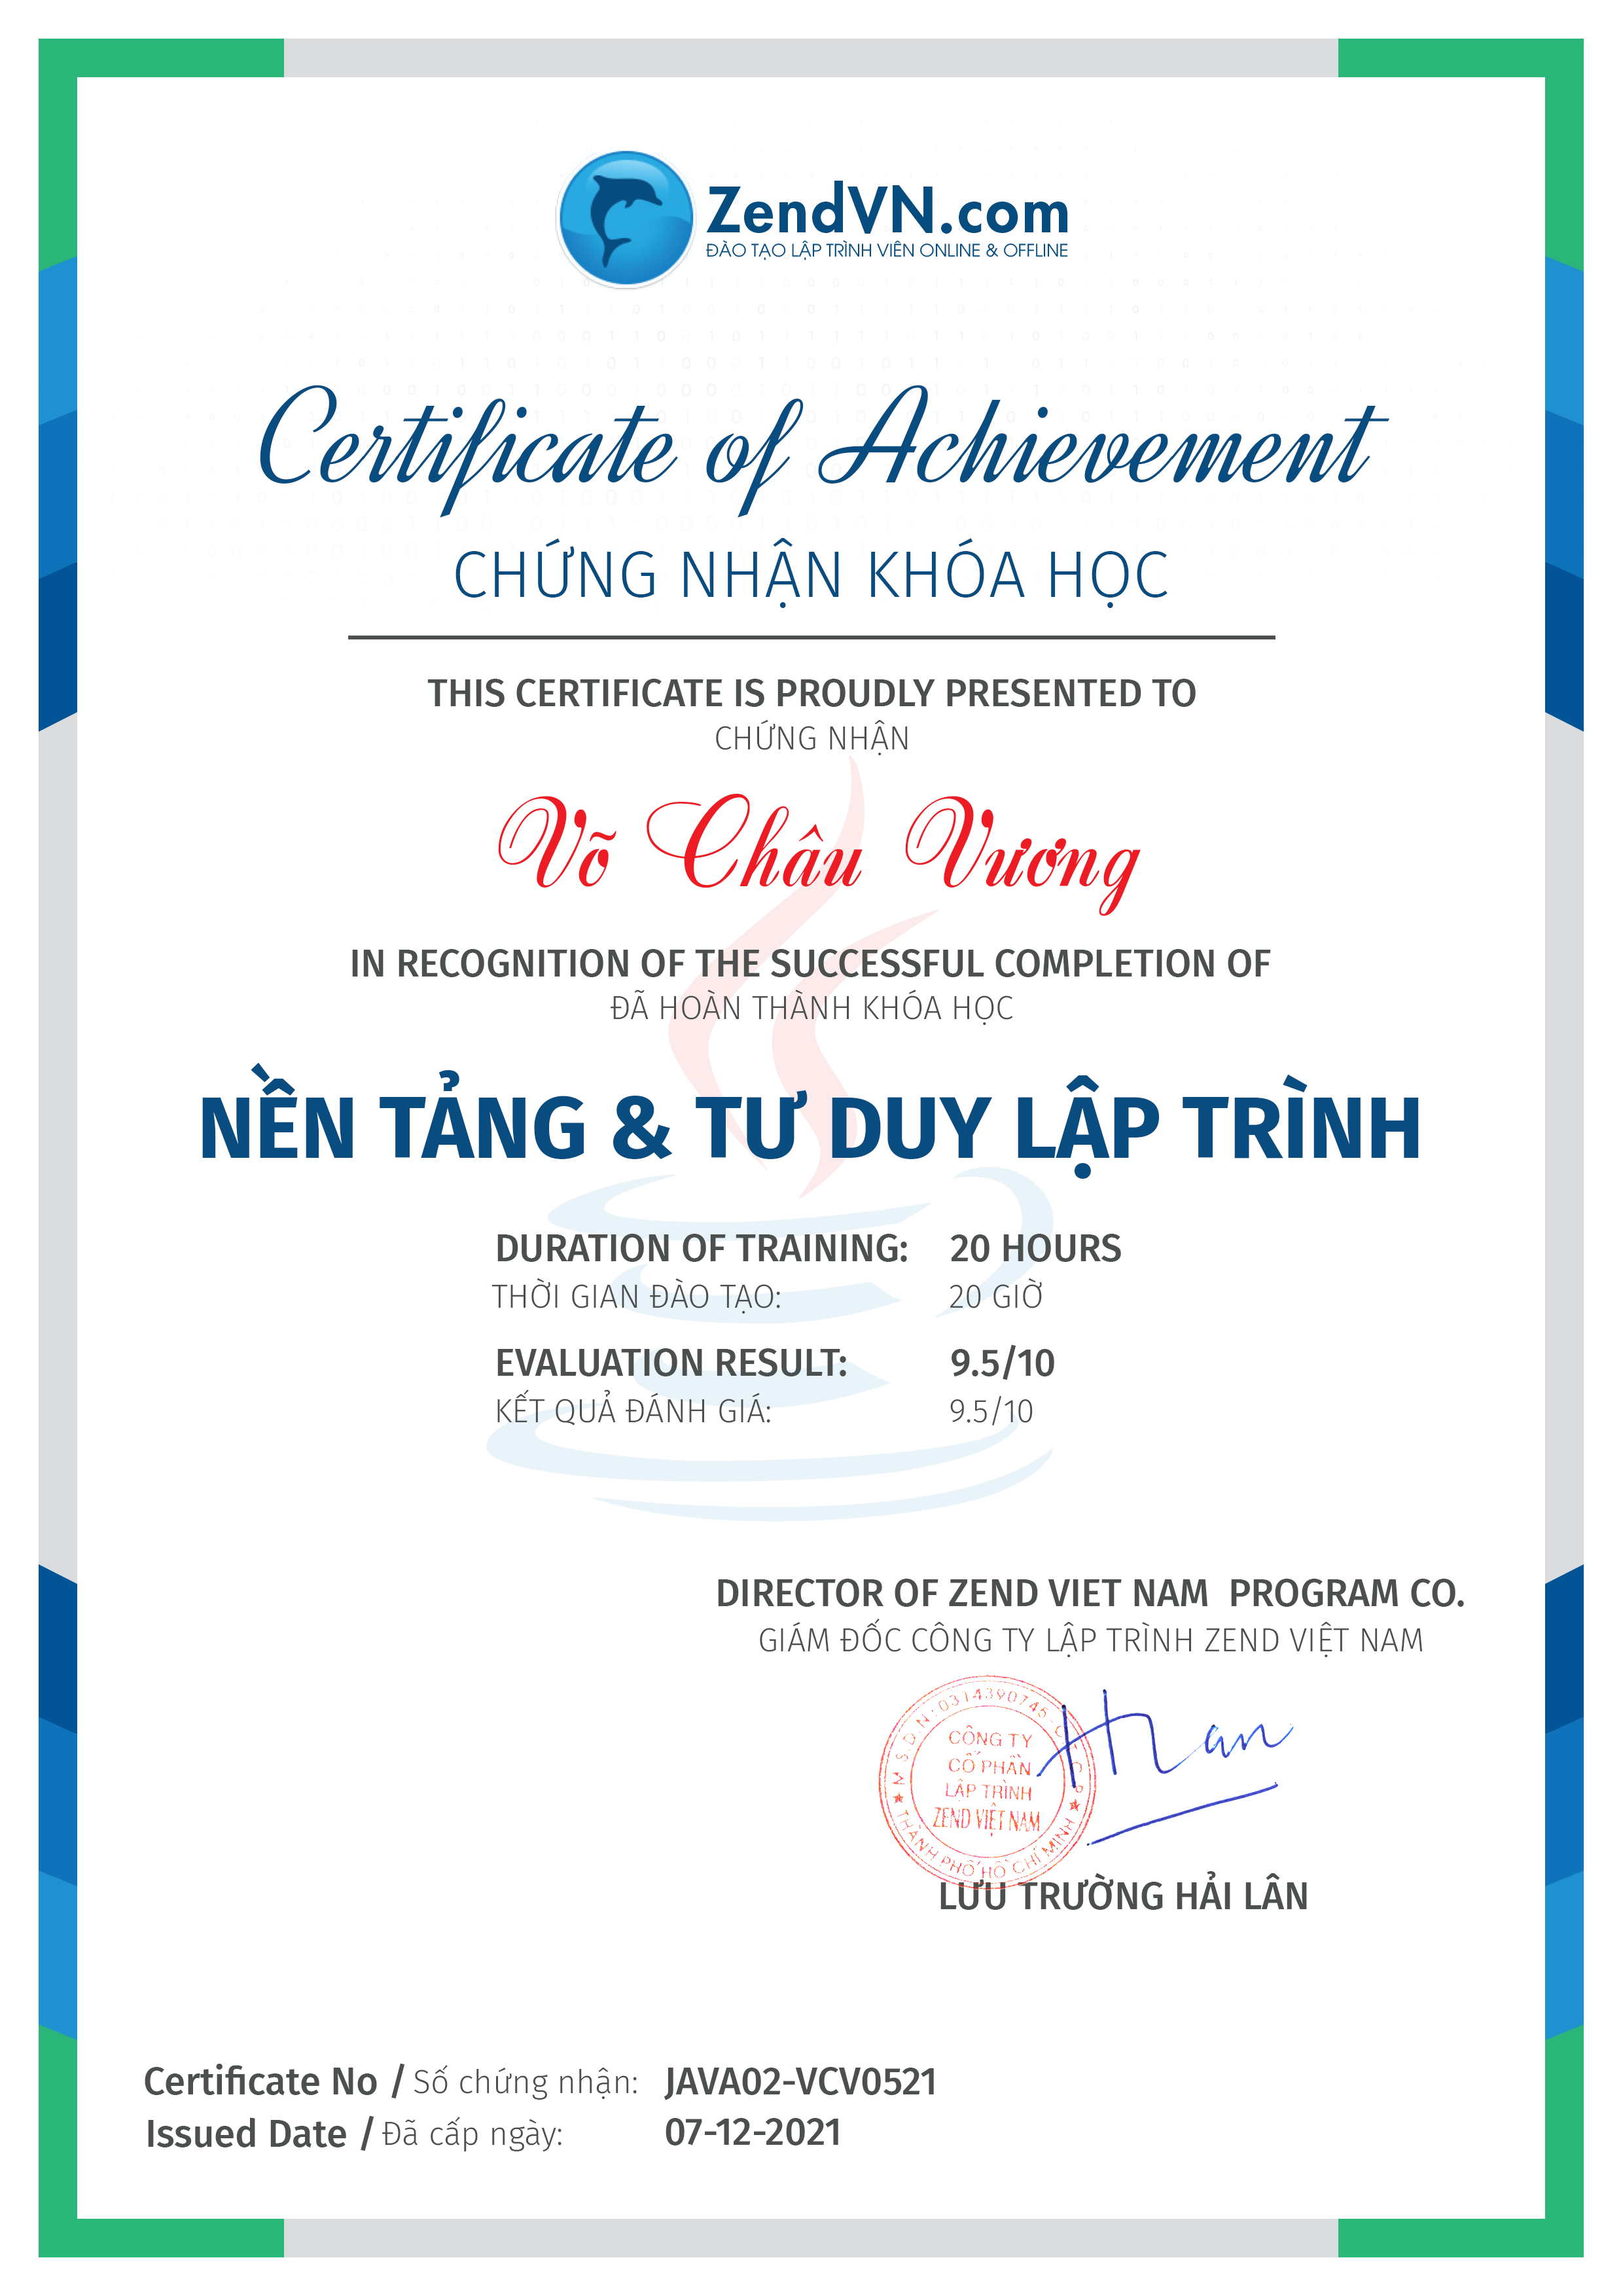 ZendVN.com
ĐÀO TẠO LẬP TRÌNH VIÊN ONLINE & OFFLINE
Certificate of Achievement
CHỨNG NHẬN KHÓA HỌC
THIS CERTIFICATE IS PROUDLY PRESENTED TO
CHỨNG NHẬN
Võ Châu Vương
IN RECOGNITION OF THE SUCCESSFUL COMPLETION OF
ĐÃ HOÀN THÀNH KHÓA HỌC
NỀN TẢNG & TƯ DUY LẬP TRÌNH
DURATION OF TRAINING: 20 HOURS
THỜI GIAN ĐÀO TẠO: 20 GIỜ
EVALUATION RESULT: 9.5/10
KẾT QUẢ ĐÁNH GIÁ: 9.5/10
DIRECTOR OF ZEND VIET NAM PROGRAM CO.
GIÁM ĐỐC CÔNG TY LẬP TRÌNH ZEND VIỆT NAM
M.S.D.N: 0314390745
CÔNG TY
CỔ PHẦN
LẬP TRÌNH
ZEND VIỆT NAM
THÀNH PHỐ HỒ CHÍ MINH
LƯU TRƯỜNG HẢI LÂN
Certificate No / Số chứng nhận: JAVA02-VCV0521
Issued Date / Đã cấp ngày: 07-12-2021